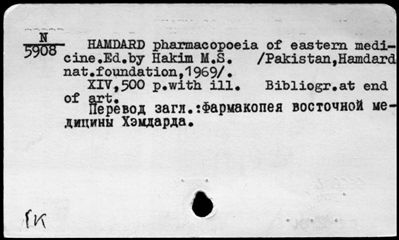 N
5908
HAMDARD pharmacopoeia of eastern medi-
cine.Ed.by Hakim M.S. /Pakistan,Hamdard
nat.foundation,1969/.
XIV,500 p.with ill. Bibliogr.at end
of art.
Перевод загл.:Фармакопея восточной ме-
дицины Хэмдарда.